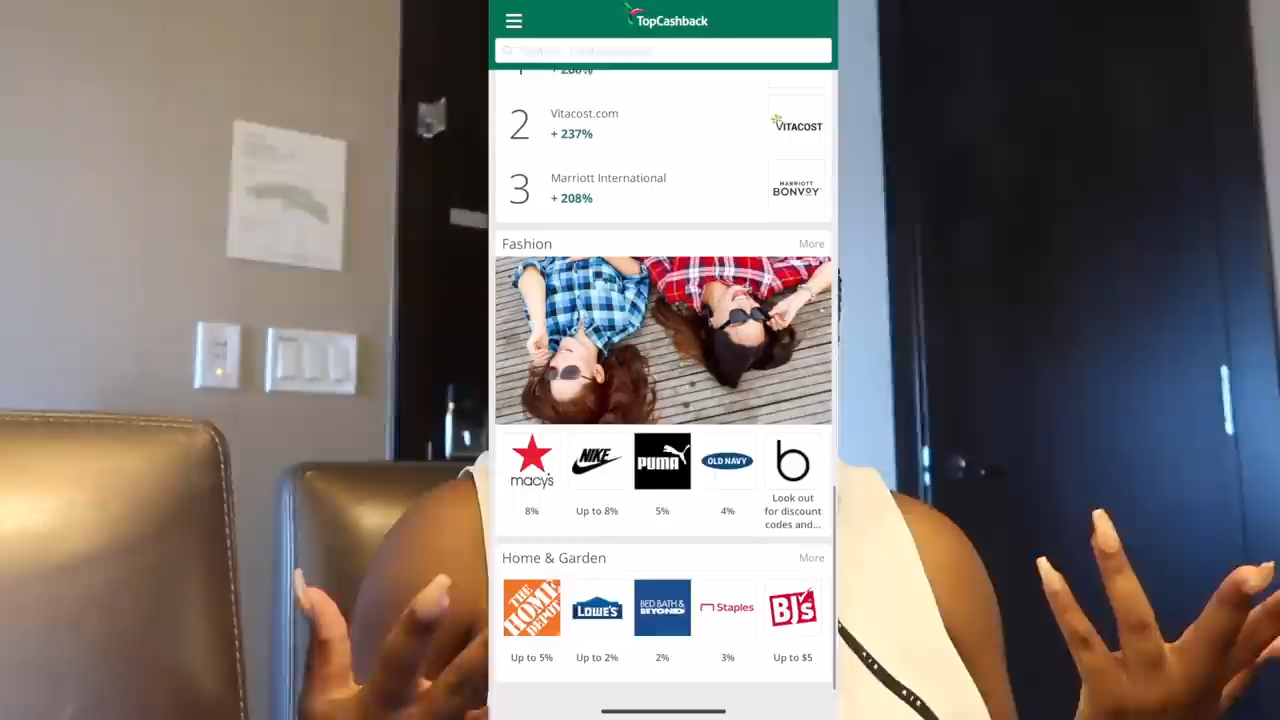 TopCashback
2
Vitacost.com
+ 237%
VITACOST
3
Marriott International
+ 208%
MARRIOTT
BONVOY
Fashion
More
macy's
NIKE
PUMA
OLD NAVY
b
8%
Up to 8%
5%
4%
Look out
for discount
codes and...
Home & Garden
More
THE
HOME
DEPOT
LOWE'S
BED BATH &
BEYOND
Staples
BJ's
Up to 5%
Up to 2%
2%
3%
Up to $5
AIR
AIR